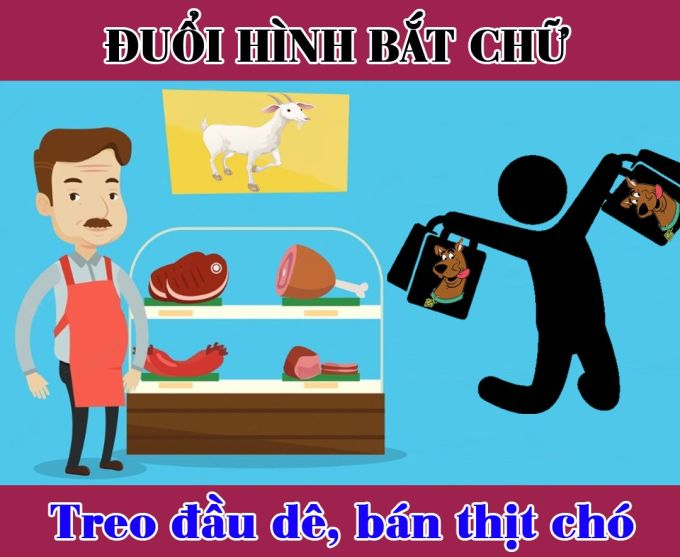 ĐUỔI HÌNH BẮT CHỮ
Treo đầu dê, bán thịt chó